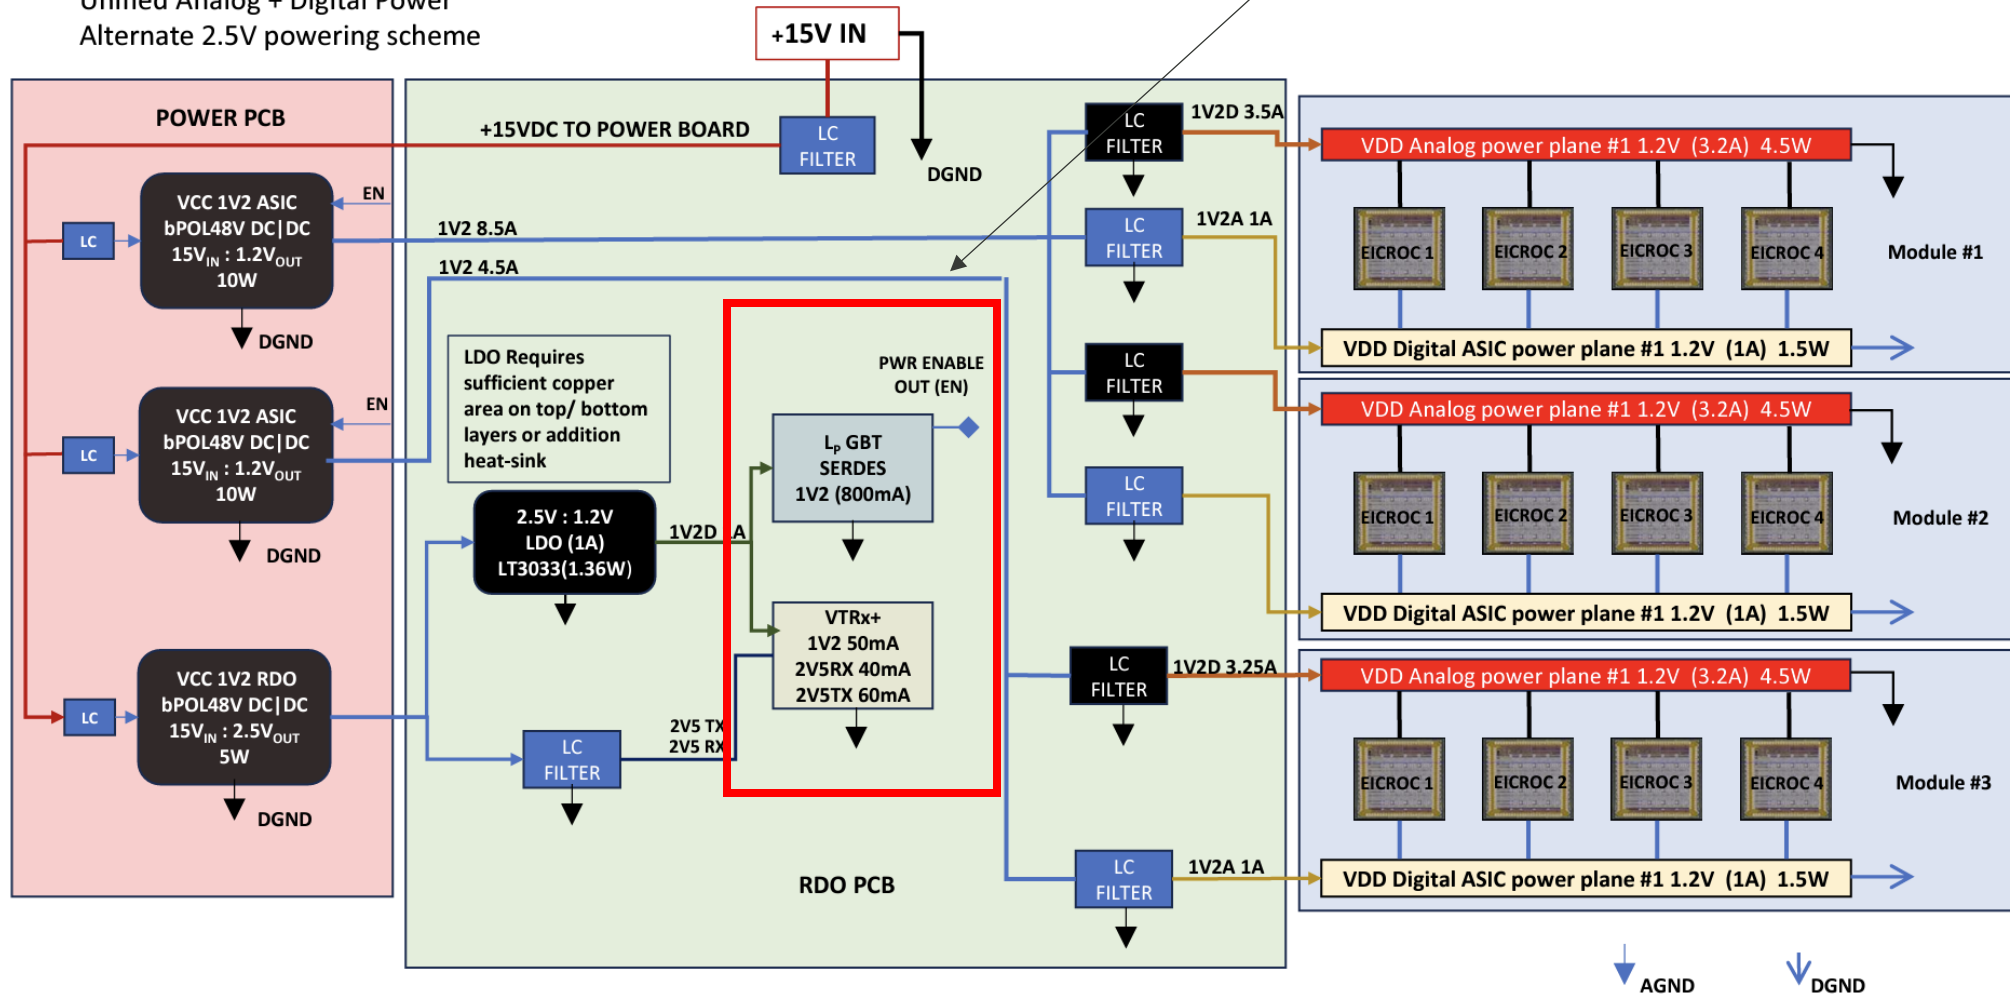 Unified Analog + Digital Power
Alternate 2.5V powering scheme
+15V IN
POWER PCB
+15VDC TO POWER BOARD
LC
FILTER
DGND
VCC 1V2 ASIC
bPOL48V DC|DC
15VIN : 1.2VOUT
10W
EN
LC
DGND
1V2 8.5A
1V2 4.5A
VCC 1V2 ASIC
bPOL48V DC|DC
15VIN : 1.2VOUT
10W
EN
LC
DGND
VCC 1V2 RDO
bPOL48V DC|DC
15VIN : 2.5VOUT
5W
LC
DGND
LDO Requires
sufficient copper
area on top/ bottom
layers or addition
heat-sink
2.5V : 1.2V
LDO (1A)
LT3033(1.36W)
1V2D 1A
PWR ENABLE
OUT (EN)
LP GBT
SERDES
1V2 (800mA)
VTRx+
1V2 50mA
2V5RX 40mA
2V5TX 60mA
2V5 TX
2V5 RX
LC
FILTER
RDO PCB
LC
FILTER
1V2D 3.5A
LC
FILTER
1V2A 1A
LC
FILTER
LC
FILTER
LC
FILTER
1V2D 3.25A
LC
FILTER
1V2A 1A
VDD Analog power plane #1 1.2V (3.2A) 4.5W
EICROC 1
EICROC 2
EICROC 3
EICROC 4
Module #1
VDD Digital ASIC power plane #1 1.2V (1A) 1.5W
VDD Analog power plane #1 1.2V (3.2A) 4.5W
EICROC 1
EICROC 2
EICROC 3
EICROC 4
Module #2
VDD Digital ASIC power plane #1 1.2V (1A) 1.5W
VDD Analog power plane #1 1.2V (3.2A) 4.5W
EICROC 1
EICROC 2
EICROC 3
EICROC 4
Module #3
VDD Digital ASIC power plane #1 1.2V (1A) 1.5W
AGND
DGND